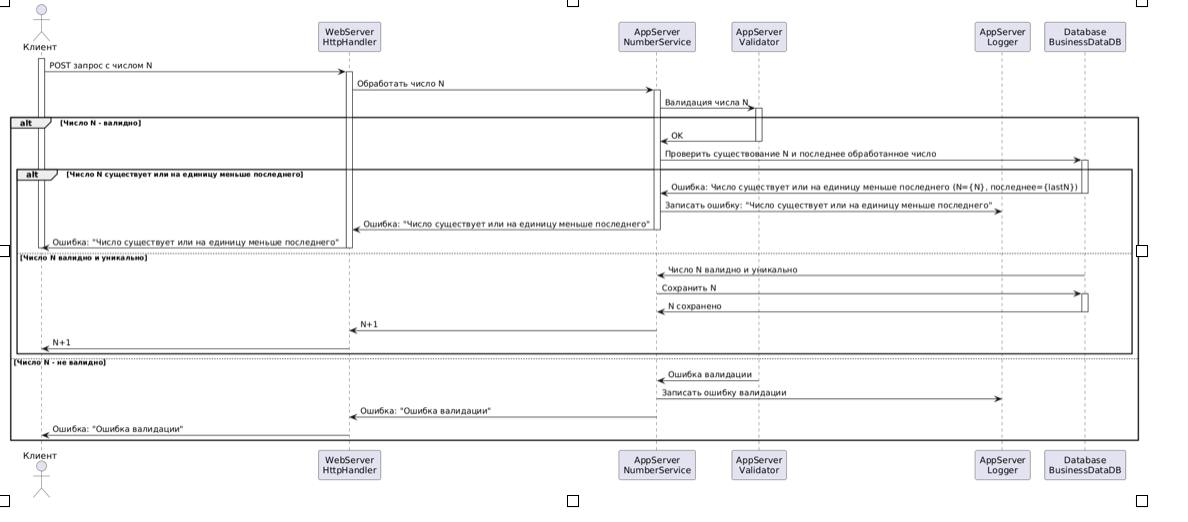 Клиент
WebServer
HttpHandler
AppServer
NumberService
AppServer
Validator
AppServer
Logger
Database
BusinessDataDB
POST запрос с числом N
Обработать число N
Валидация числа N
alt [Число N - валидно]
OK
Проверить существование N и последнее обработанное число
alt [Число N существует или на единицу меньше последнего]
Ошибка: Число существует или на единицу меньше последнего (N={N}, последнее={lastN})
Записать ошибку: "Число существует или на единицу меньше последнего"
Ошибка: "Число существует или на единицу меньше последнего"
Ошибка: "Число существует или на единицу меньше последнего"
[Число N валидно и уникально]
Число N валидно и уникально
Сохранить N
N сохранено
N+1
N+1
[Число N - не валидно]
Ошибка валидации
Записать ошибку валидации
Ошибка: "Ошибка валидации"
Ошибка: "Ошибка валидации"
Клиент
WebServer
HttpHandler
AppServer
NumberService
AppServer
Validator
AppServer
Logger
Database
BusinessDataDB